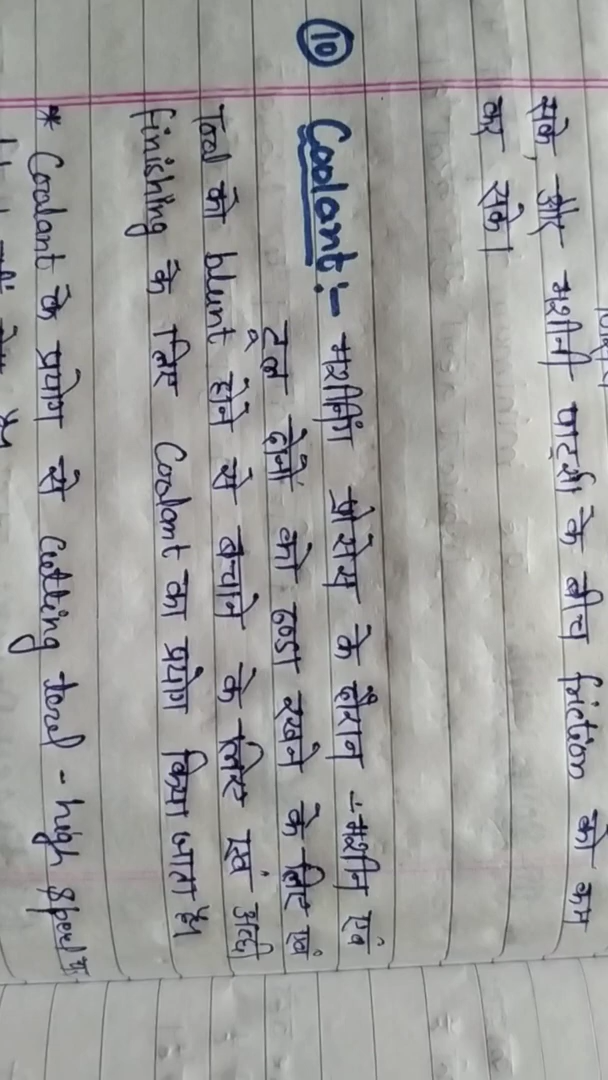 सके, और मशीनी पार्ट्स के बीच friction को कम
कर सके।
⑩ Coolant :- मशीनिंग प्रोसेस के दौरान मशीन एवं
टूल दोनों को ठण्डा रखने के लिए एवं
Tool को blunt होने से बचाने के लिए एवं अच्छी
finishing के लिए Coolant का प्रयोग किया जाता है।
* Coolant के प्रयोग से Cutting tool - high Speed